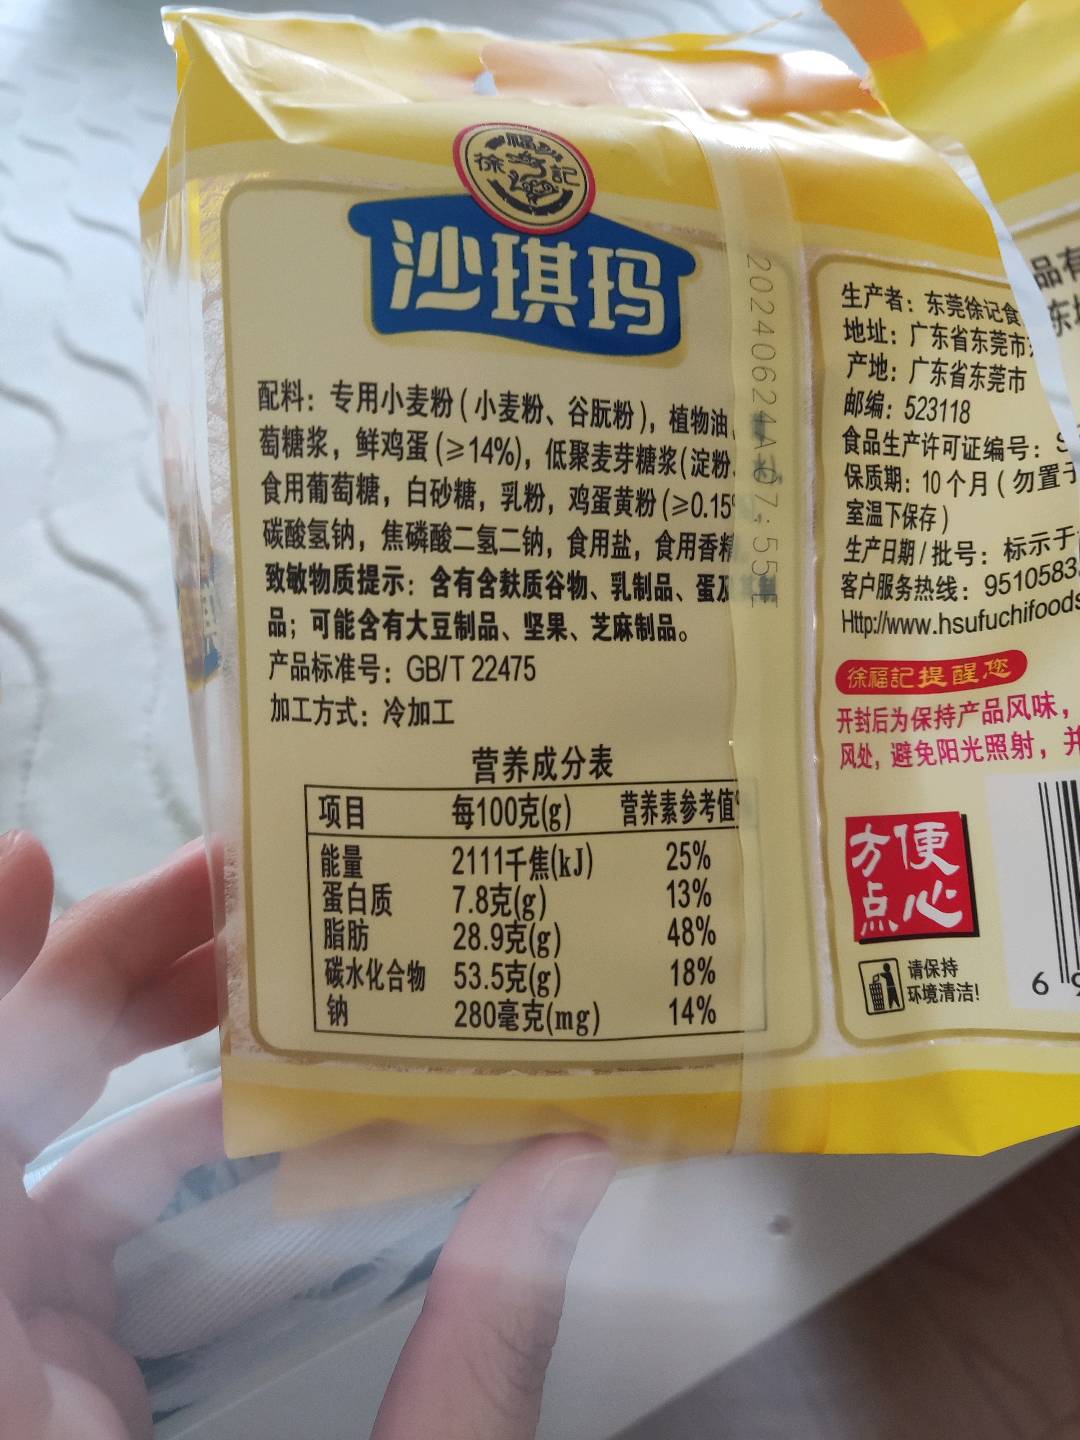 徐福記
沙琪玛
配料：专用小麦粉(小麦粉、谷朊粉)，植物油
萄糖浆，鲜鸡蛋(≥14%)，低聚麦芽糖浆(淀粉、
食用葡萄糖，白砂糖，乳粉，鸡蛋黄粉(≥0.15
碳酸氢钠，焦磷酸二氢二钠，食用盐，食用香精
致敏物质提示：含有含麸质谷物、乳制品、蛋及
品；可能含有大豆制品、坚果、芝麻制品。
产品标准号：GB/T 22475
加工方式：冷加工
营养成分表
项目 每100克(g) 营养素参考值%
能量 2111千焦(kJ) 25%
蛋白质 7.8克(g) 13%
脂肪 28.9克(g) 48%
碳水化合物 53.5克(g) 18%
钠 280毫克(mg) 14%
20240624A
07:55
生产者：东莞徐记食
地址：广东省东莞市
产地：广东省东莞市
邮编：523118
食品生产许可证编号：S
保质期：10个月(勿置于
室温下保存)
生产日期/批号：标示于
客户服务热线：9510583
Http://www.hsufuchifoods
徐福記提醒您
开封后为保持产品风味，
风处，避免阳光照射，并
方便
点心
请保持
环境清洁!
6 9
品有
东